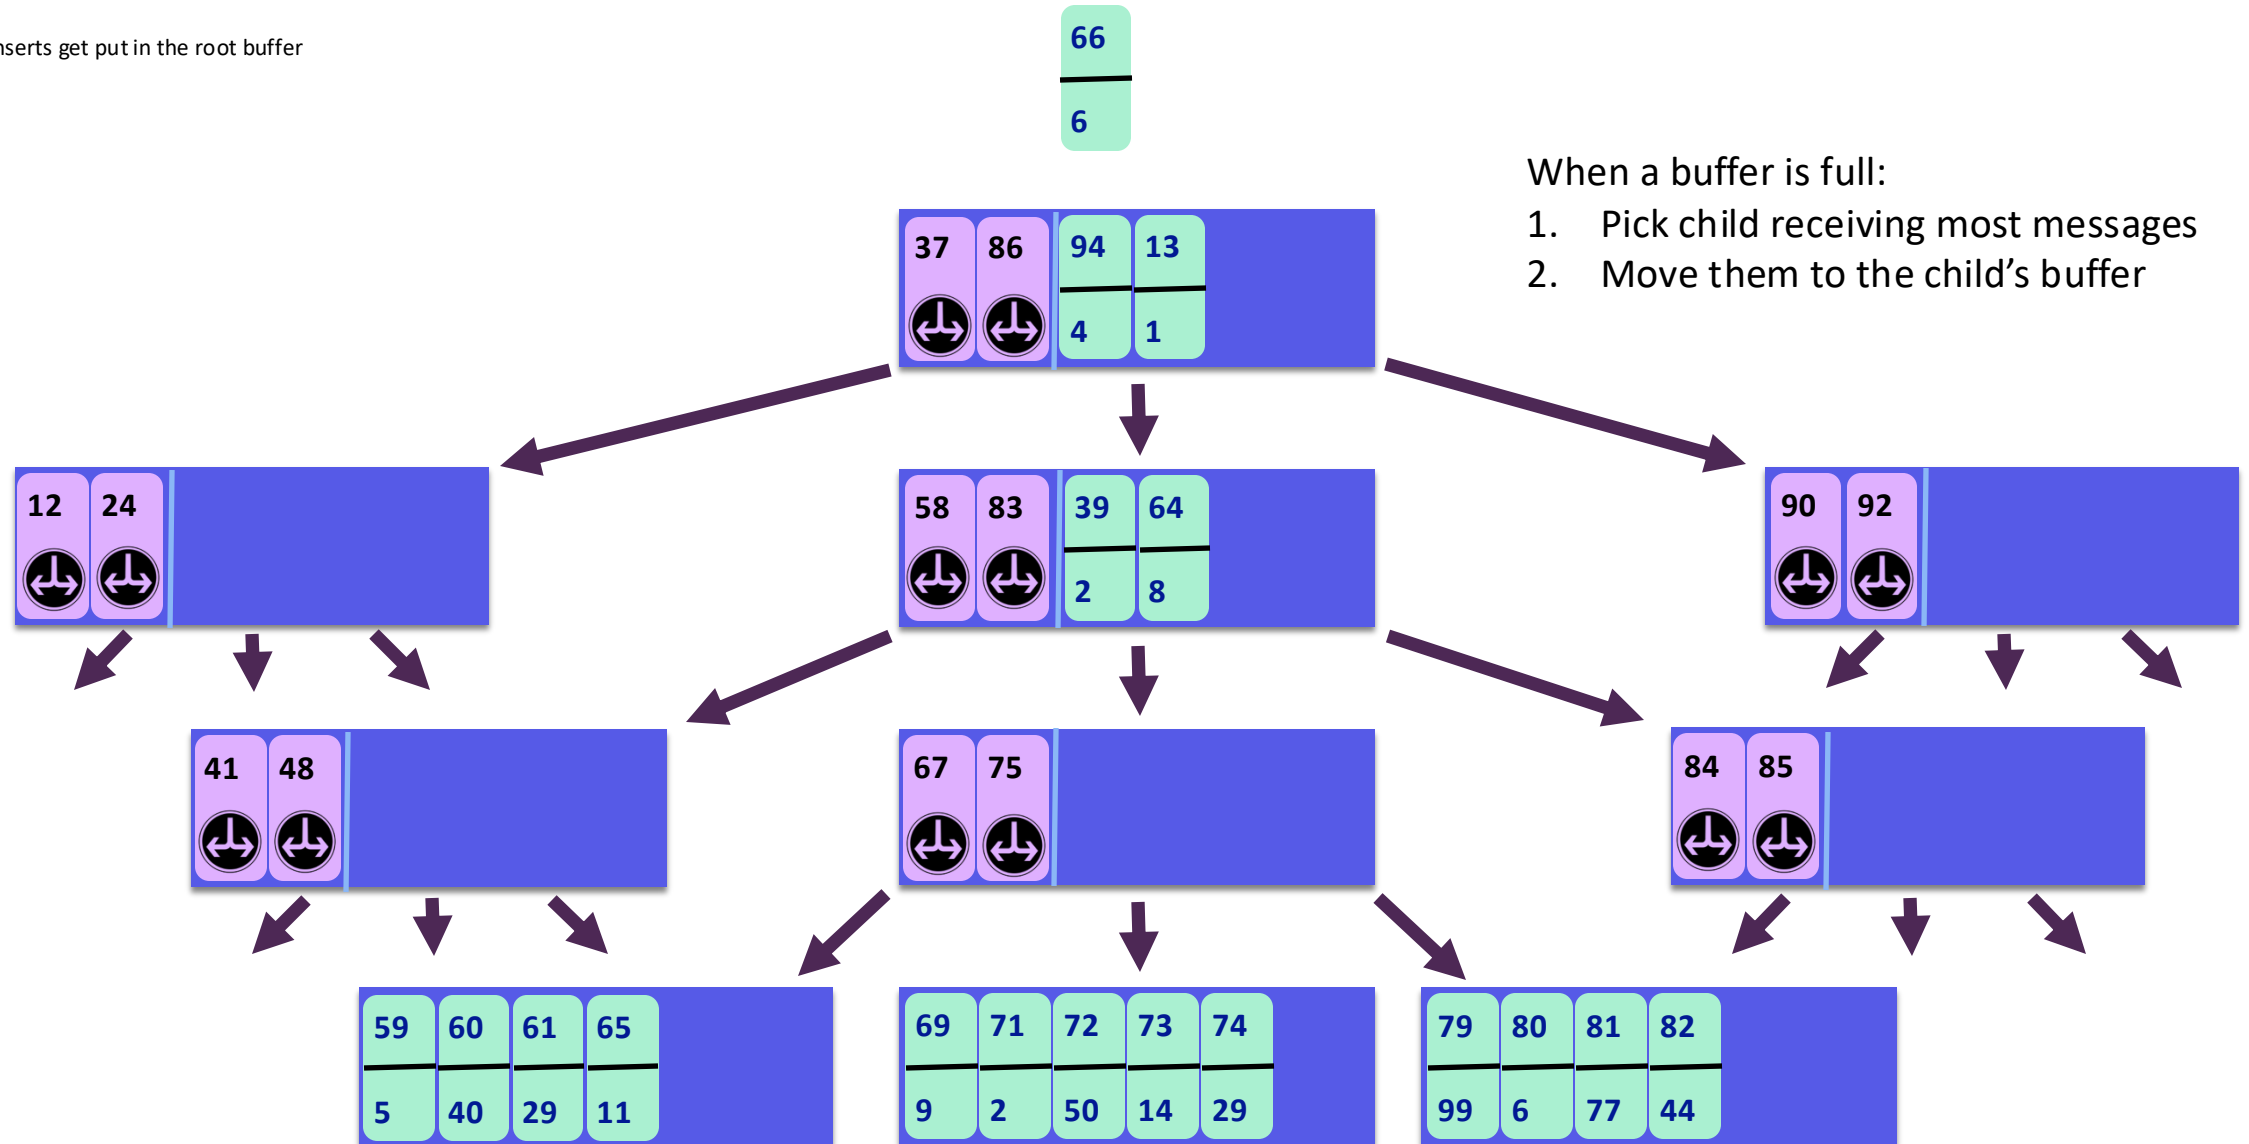 nserts get put in the root buffer
66
6
When a buffer is full:
1. Pick child receiving most messages
2. Move them to the child’s buffer
37 86 94 13
4 1
12 24
58 83 39 64
2 8
90 92
41 48
67 75
84 85
59 60 61 65
5 40 29 11
69 71 72 73 74
9 2 50 14 29
79 80 81 82
99 6 77 44